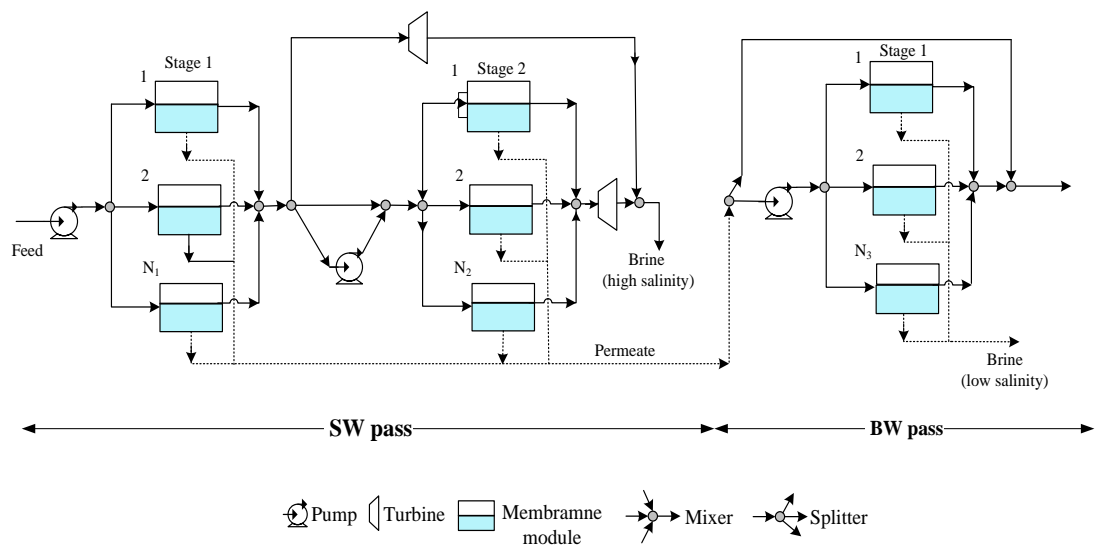 Stage 1
1
2
N1
Feed
1
Stage 2
2
N2
Brine
(high salinity)
Permeate
Stage 1
1
2
N3
Brine
(low salinity)
SW pass
BW pass
Pump
Turbine
Membramne
module
Mixer
Splitter